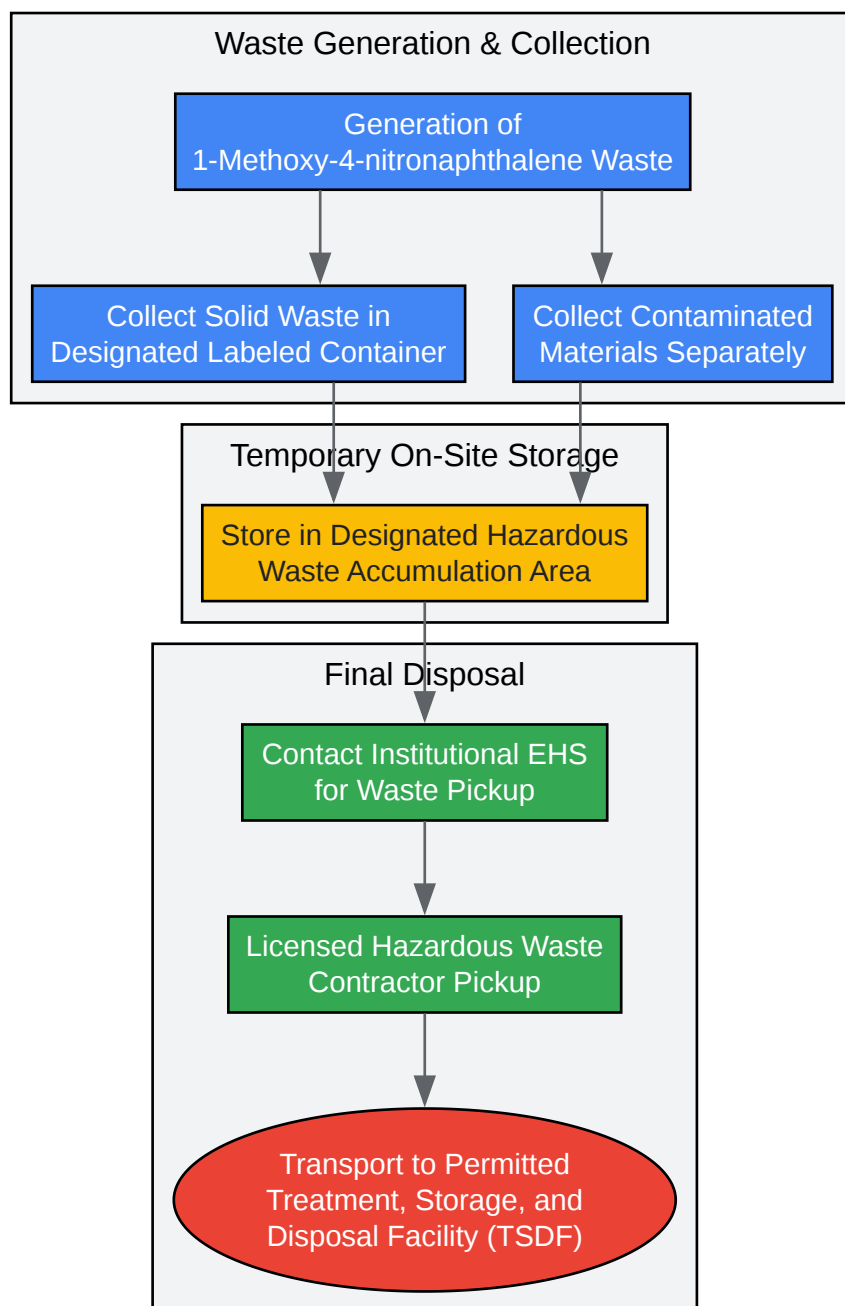 Waste Generation & Collection
Generation of
1-Methoxy-4-nitronaphthalene Waste
Collect Solid Waste in
Designated Labeled Container
Collect Contaminated
Materials Separately
Temporary On-Site Storage
Store in Designated Hazardous
Waste Accumulation Area
Final Disposal
Contact Institutional EHS
for Waste Pickup
Licensed Hazardous Waste
Contractor Pickup
Transport to Permitted
Treatment, Storage, and
Disposal Facility (TSDF)